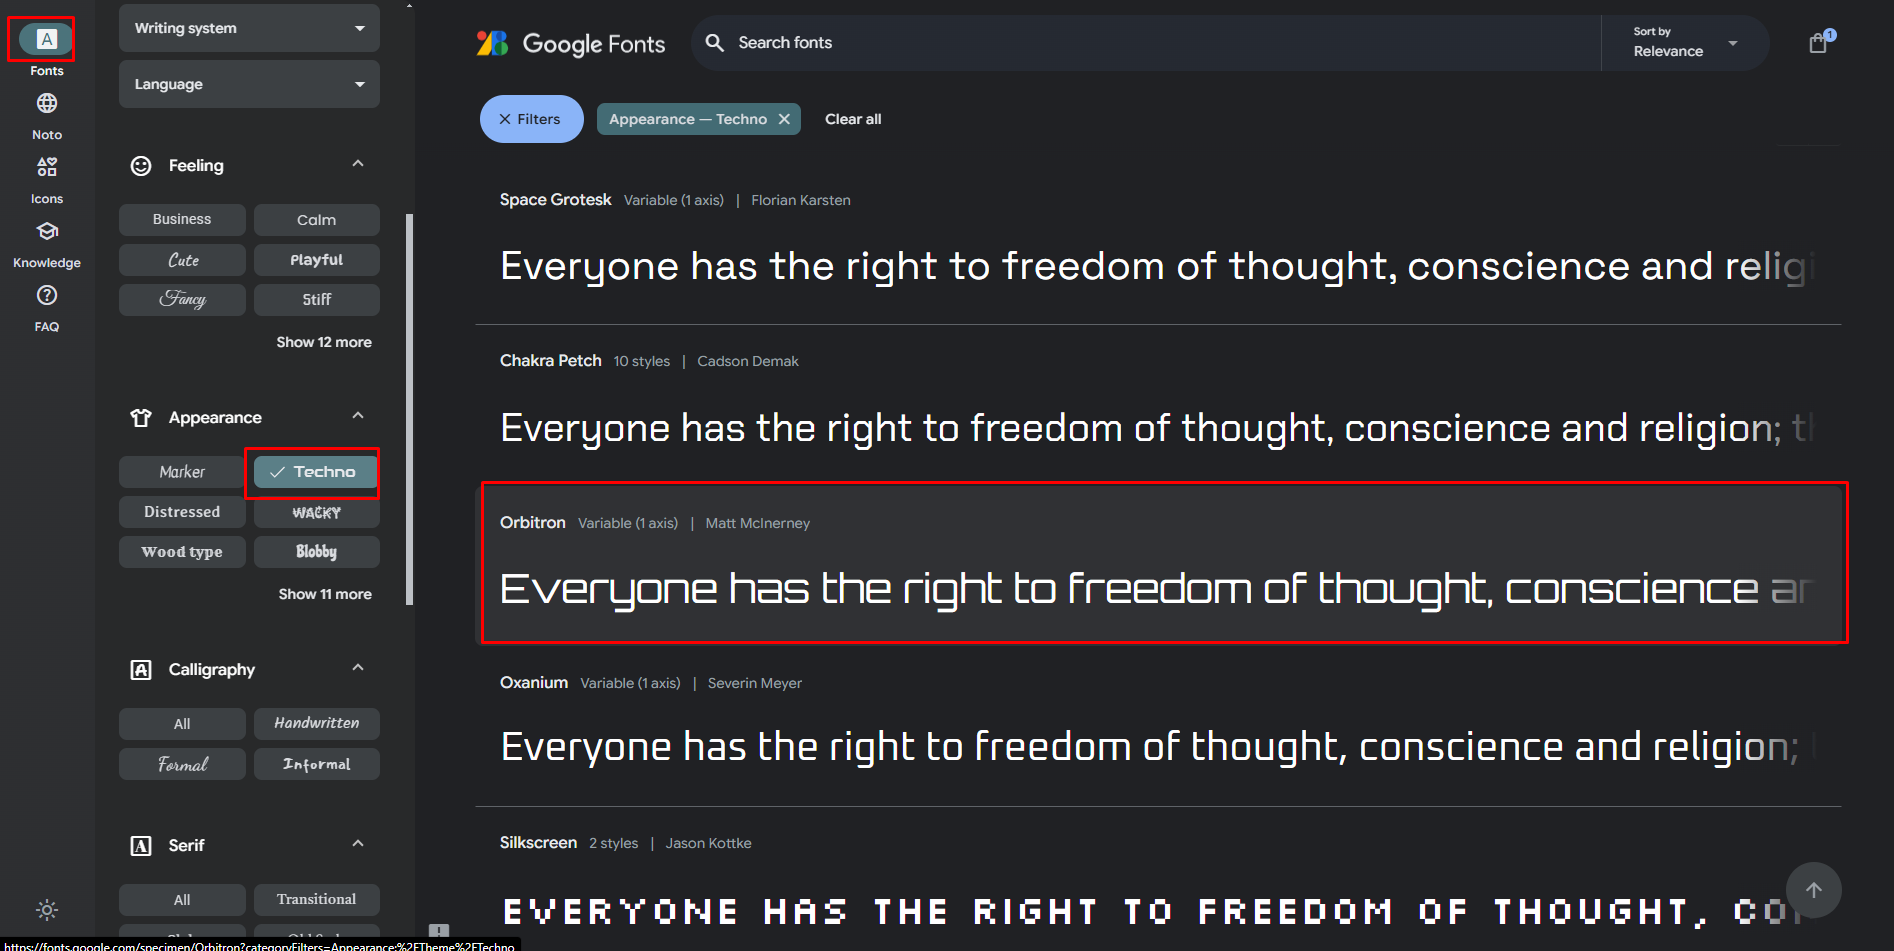 Fonts
Noto
Icons
Knowledge
FAQ
Writing system
Language
Feeling
Business
Calm
Cute
Playful
Fancy
Stiff
Show 12 more
Appearance
Marker
Techno
Distressed
WACKY
Wood type
Blobby
Show 11 more
Calligraphy
All
Handwritten
Formal
Informal
Serif
All
Transitional
Google Fonts
Search fonts
Sort by
Relevance
1
Filters
Appearance — Techno
Clear all
Space Grotesk Variable (1 axis) | Florian Karsten
Everyone has the right to freedom of thought, conscience and religi
Chakra Petch 10 styles | Cadson Demak
Everyone has the right to freedom of thought, conscience and religion; th
Orbitron Variable (1 axis) | Matt McInerney
Everyone has the right to freedom of thought, conscience an
Oxanium Variable (1 axis) | Severin Meyer
Everyone has the right to freedom of thought, conscience and religion;
Silkscreen 2 styles | Jason Kottke
EVERYONE HAS THE RIGHT TO FREEDOM OF THOUGHT, CON
https://fonts.google.com/specimen/Orbitron?categoryFilters=Appearance:%2FTheme%2FTechno